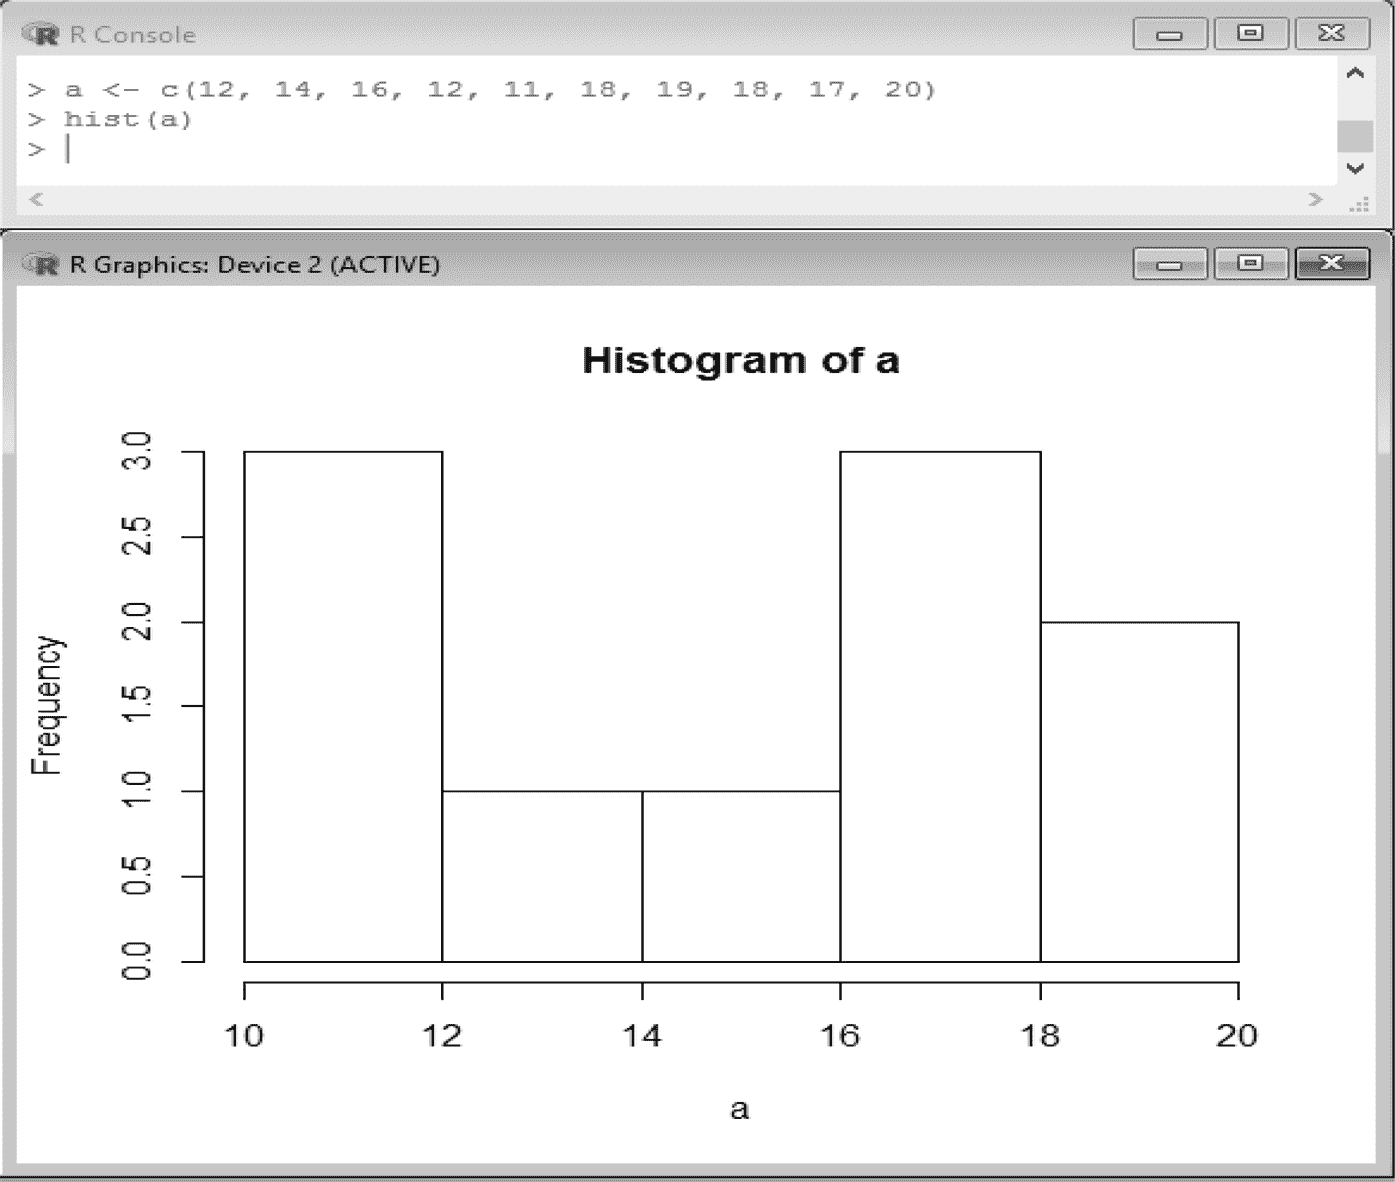 R Console
> a <- c(12, 14, 16, 12, 11, 18, 19, 18, 17, 20)
> hist(a)
>
R Graphics: Device 2 (ACTIVE)
Histogram of a
3.0
2.5
2.0
1.5
1.0
0.5
0.0
Frequency
10 12 14 16 18 20
a